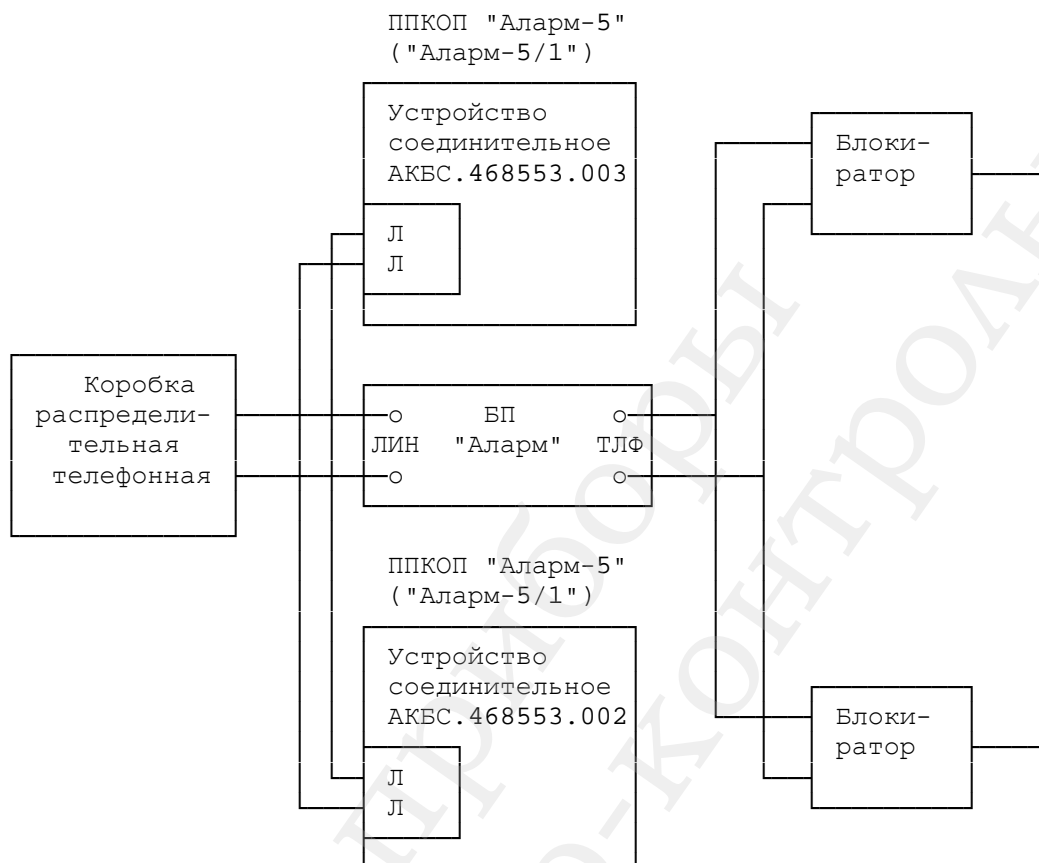 ППКОП "Аларм-5"
("Аларм-5/1")
Устройство
соединительное
АКБС.468553.003
Л
Л
Блоки-
ратор
Коробка
распредели-
тельная
телефонная
БП
ЛИН "Аларм" ТЛФ
ППКОП "Аларм-5"
("Аларм-5/1")
Устройство
соединительное
АКБС.468553.002
Л
Л
Блоки-
ратор
приборы